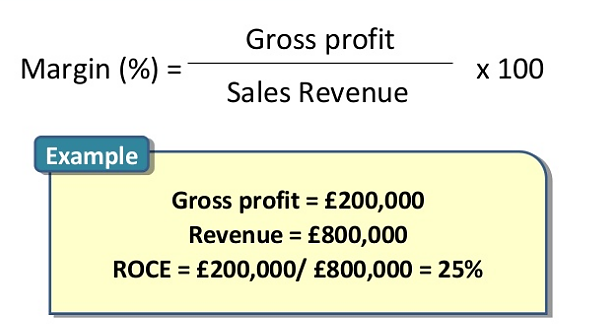 Gross profit
Margin (%) =
x 100
Sales Revenue
Example
Gross profit = £200,000
Revenue = £800,000
ROCE = £200,000/ £800,000 = 25%